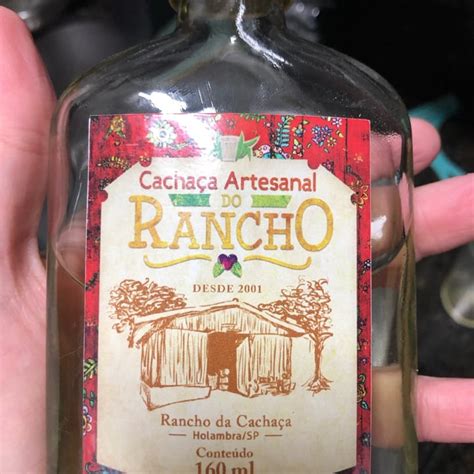 Cachaça Artesanal
DO
RANCHO
DESDE 2001
Rancho da Cachaça
Holambra/SP
Conteúdo
160 ml